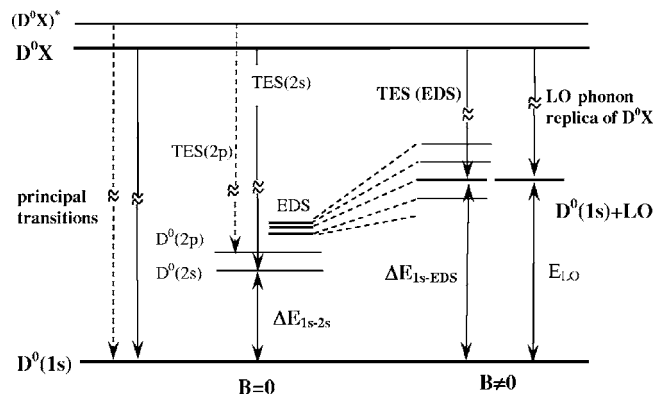 (D⁰X)*
D⁰X
TES(2s)
TES (EDS)
LO phonon
replica of D⁰X
TES(2p)
principal
transitions
EDS
D⁰(1s)+LO
D⁰(2p)
D⁰(2s)
ΔE₁ₛ₋₂ₛ
ΔE1s-EDS
E_LO
D⁰(1s)
B=0
B≠0